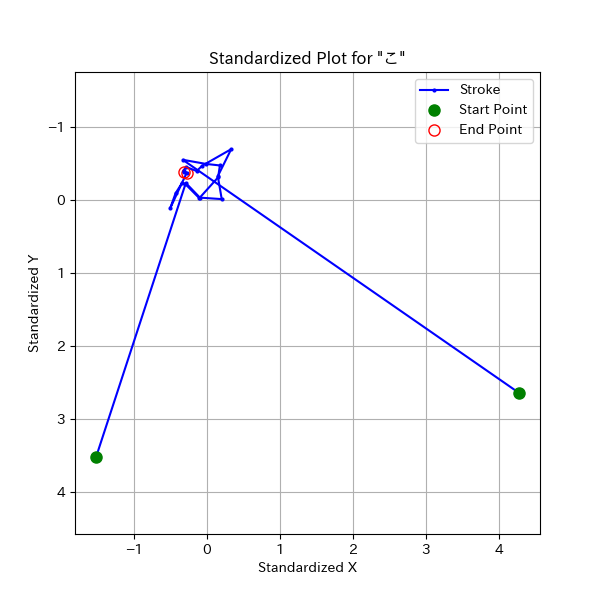 Standardized Plot for "こ"
Stroke
Start Point
End Point
Standardized Y
−1
0
1
2
3
4
−1
0
1
2
3
4
Standardized X